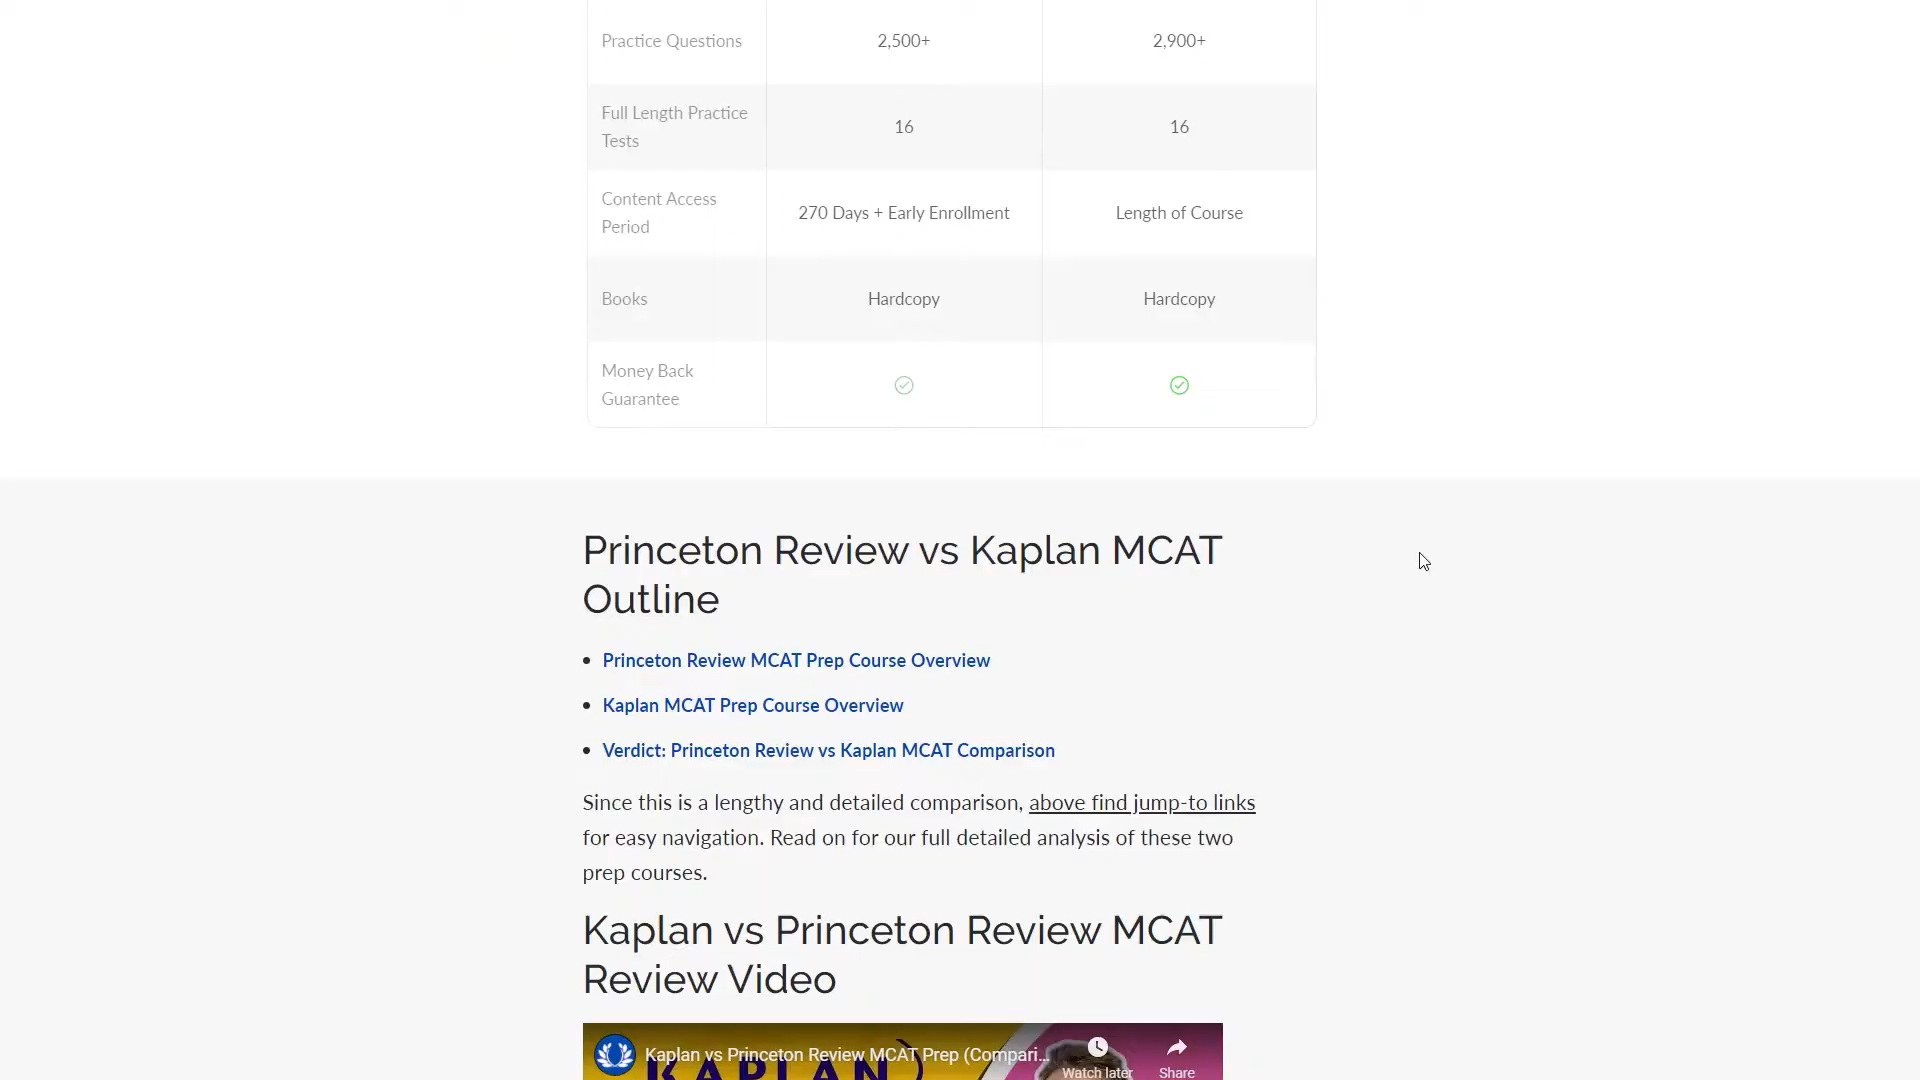 Practice Questions 2,500+ 2,900+
Full Length Practice
Tests
16 16
Content Access
Period
270 Days + Early Enrollment Length of Course
Books Hardcopy Hardcopy
Money Back
Guarantee
Princeton Review vs Kaplan MCAT
Outline
Princeton Review MCAT Prep Course Overview
Kaplan MCAT Prep Course Overview
Verdict: Princeton Review vs Kaplan MCAT Comparison
Since this is a lengthy and detailed comparison, above find jump-to links
for easy navigation. Read on for our full detailed analysis of these two
prep courses.
Kaplan vs Princeton Review MCAT
Review Video
Kaplan vs Princeton Review MCAT Prep (Compari...
KAPLAN
Watch later Share